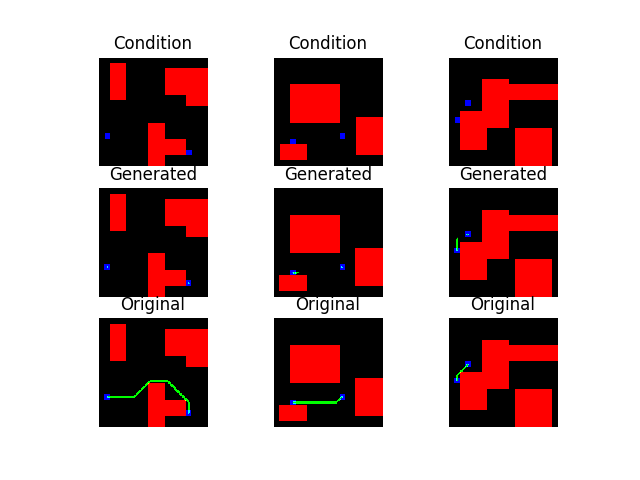 Condition
Condition
Condition
Generated
Generated
Generated
Original
Original
Original